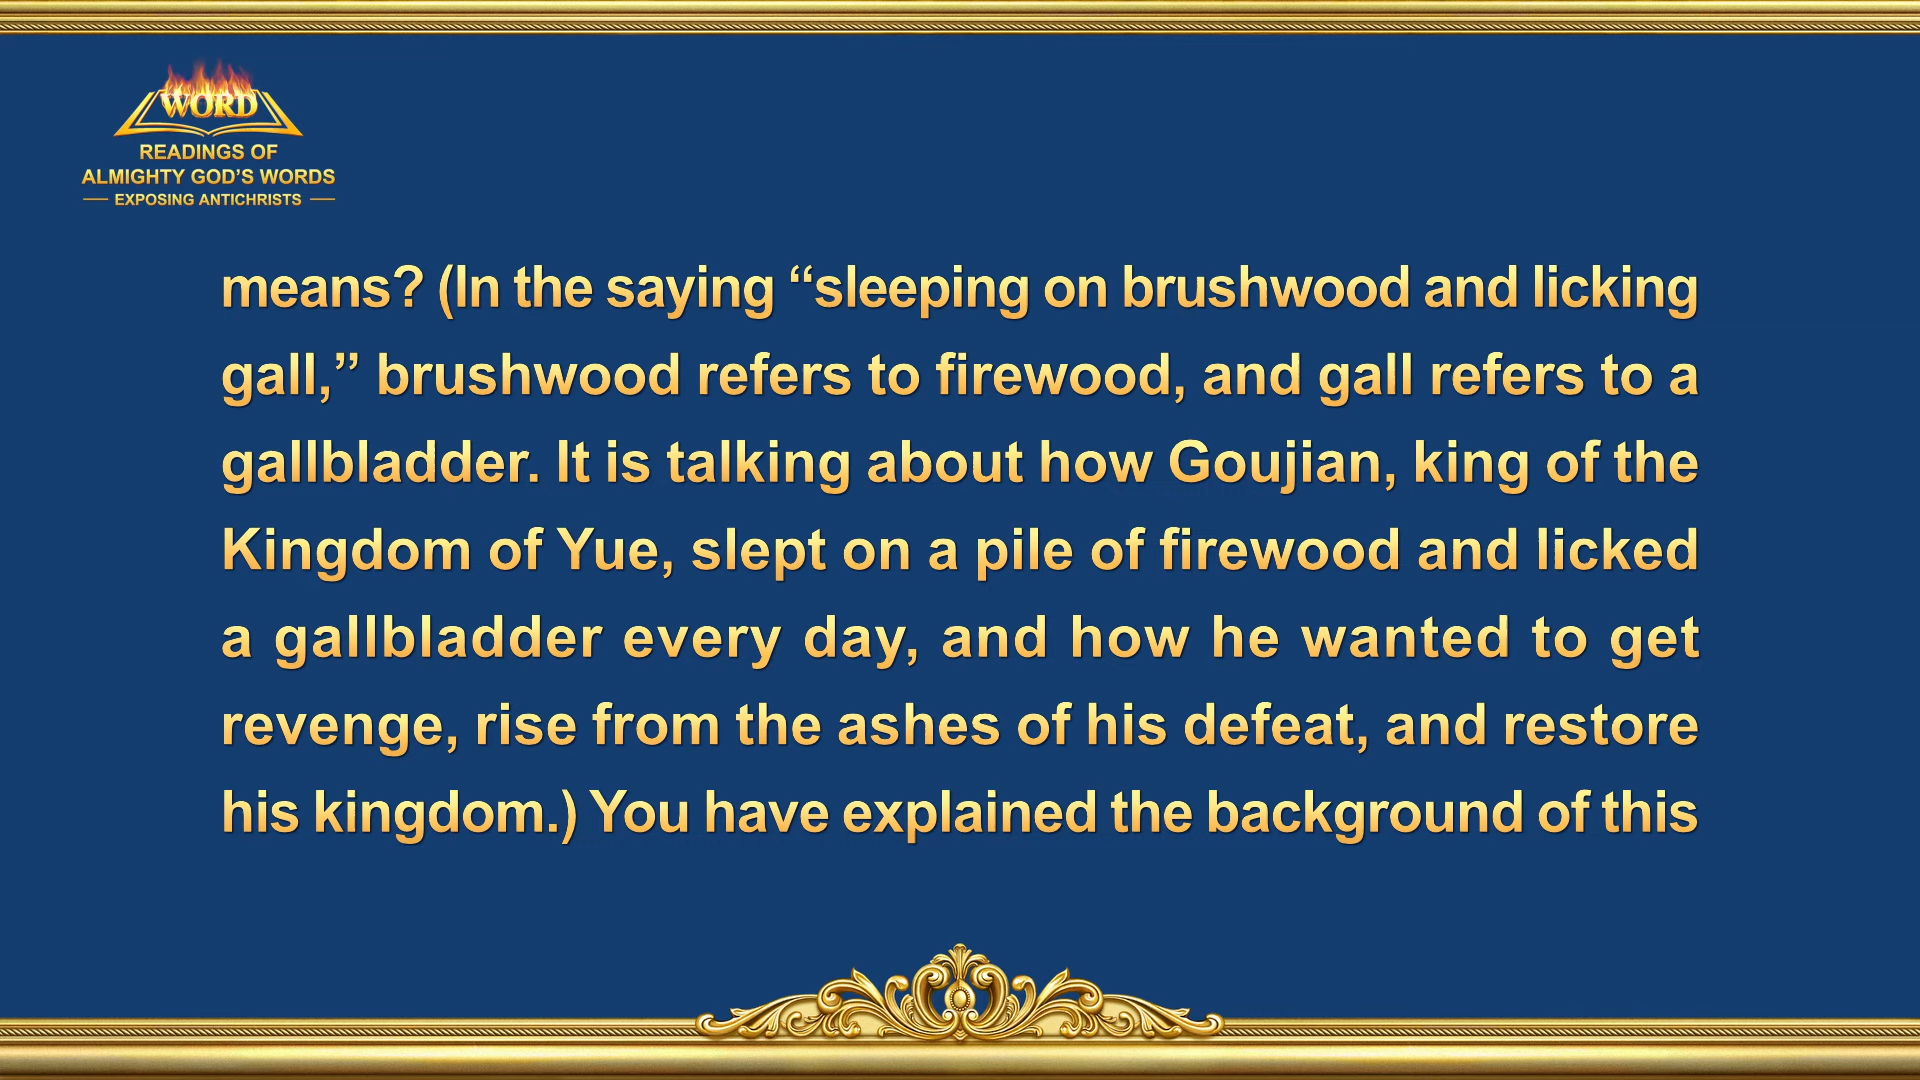 WORD
READINGS OF
ALMIGHTY GOD’S WORDS
EXPOSING ANTICHRISTS
means? (In the saying “sleeping on brushwood and licking
gall,” brushwood refers to firewood, and gall refers to a
gallbladder. It is talking about how Goujian, king of the
Kingdom of Yue, slept on a pile of firewood and licked
a gallbladder every day, and how he wanted to get
revenge, rise from the ashes of his defeat, and restore
his kingdom.) You have explained the background of this